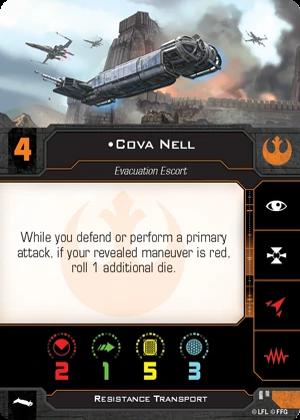 4
•Cova Nell
Evacuation Escort
While you defend or perform a primary
attack, if your revealed maneuver is red,
roll 1 additional die.
2 1 5 3
Resistance Transport
©LFL ©FFG